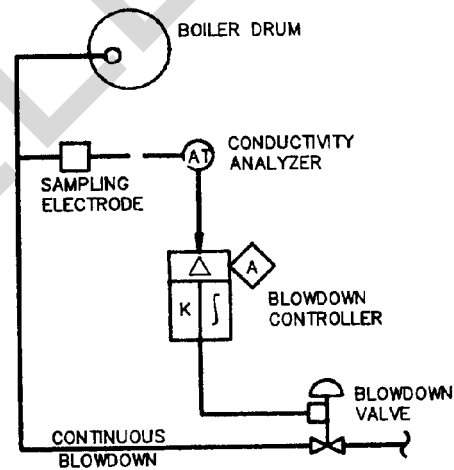 BOILER DRUM
AT
CONDUCTIVITY
ANALYZER
SAMPLING
ELECTRODE
Δ
A
K ∫
BLOWDOWN
CONTROLLER
BLOWDOWN
VALVE
CONTINUOUS
BLOWDOWN